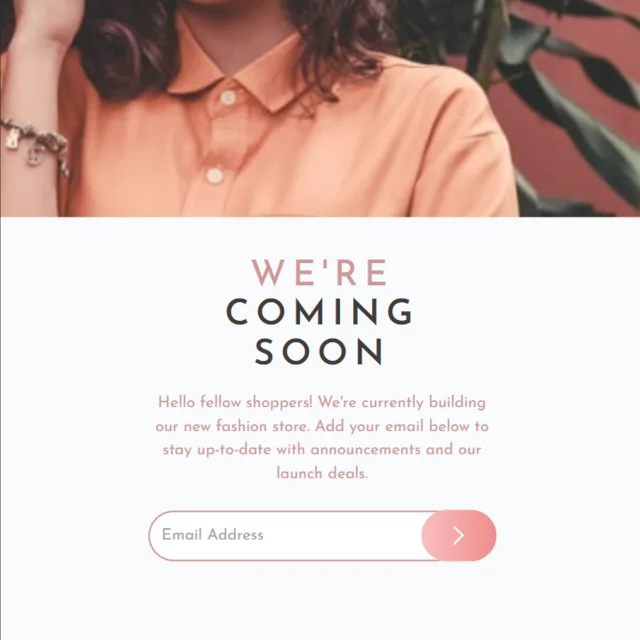 WE'RE
COMING
SOON
Hello fellow shoppers! We're currently building
our new fashion store. Add your email below to
stay up-to-date with announcements and our
launch deals.
Email Address